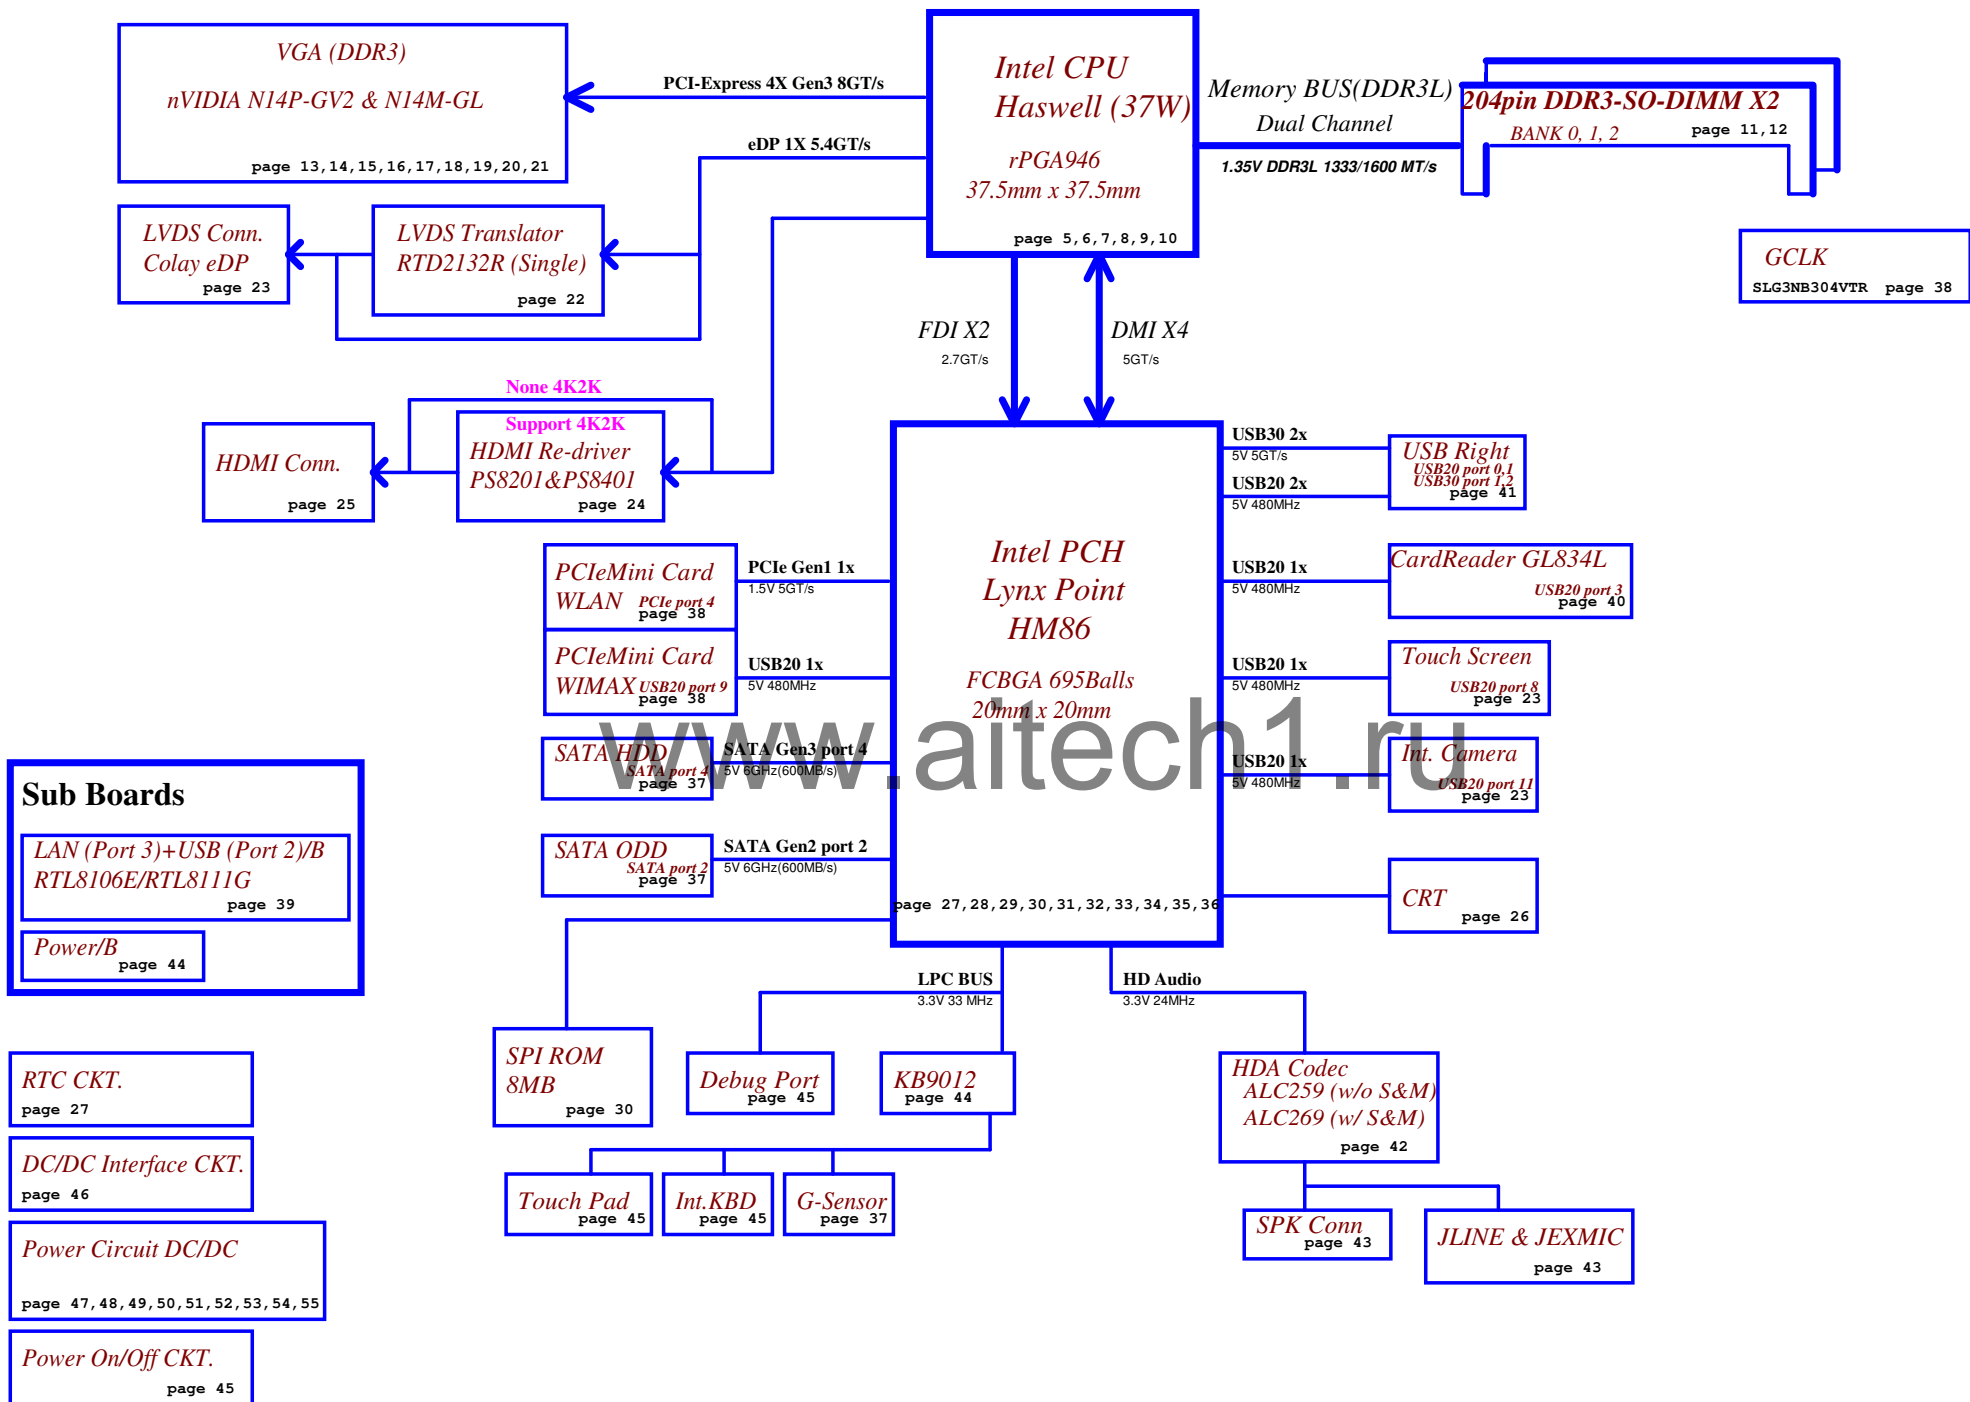 VGA (DDR3)
nVIDIA N14P-GV2 & N14M-GL
page 13,14,15,16,17,18,19,20,21
PCI-Express 4X Gen3 8GT/s
eDP 1X 5.4GT/s
Intel CPU
Haswell (37W)
rPGA946
37.5mm x 37.5mm
page 5,6,7,8,9,10
Memory BUS(DDR3L)
Dual Channel
1.35V DDR3L 1333/1600 MT/s
204pin DDR3-SO-DIMM X2
BANK 0, 1, 2
page 11,12
GCLK
SLG3NB304VTR page 38
LVDS Conn.
Colay eDP
page 23
LVDS Translator
RTD2132R (Single)
page 22
FDI X2
2.7GT/s
DMI X4
5GT/s
None 4K2K
Support 4K2K
HDMI Re-driver
PS8201&PS8401
page 24
HDMI Conn.
page 25
PCIeMini Card
WLAN PCIe port 4
page 38
PCIe Gen1 1x
1.5V 5GT/s
PCIeMini Card
WIMAX USB20 port 9
page 38
USB20 1x
5V 480MHz
SATA HDD
SATA port 4
page 37
SATA Gen3 port 4
5V 6GHz(600MB/s)
SATA ODD
SATA port 2
page 37
SATA Gen2 port 2
5V 6GHz(600MB/s)
Intel PCH
Lynx Point
HM86
FCBGA 695Balls
20mm x 20mm
page 27,28,29,30,31,32,33,34,35,36
USB30 2x
5V 5GT/s
USB20 2x
5V 480MHz
USB Right
USB20 port 0,1
USB30 port 1,2
page 41
USB20 1x
5V 480MHz
CardReader GL834L
USB20 port 3
page 40
USB20 1x
5V 480MHz
Touch Screen
USB20 port 8
page 23
USB20 1x
5V 480MHz
Int. Camera
USB20 port 11
page 23
CRT
page 26
www.aitech1.ru
Sub Boards
LAN (Port 3)+USB (Port 2)/B
RTL8106E/RTL8111G
page 39
Power/B
page 44
LPC BUS
3.3V 33 MHz
HD Audio
3.3V 24MHz
SPI ROM
8MB
page 30
Debug Port
page 45
KB9012
page 44
HDA Codec
ALC259 (w/o S&M)
ALC269 (w/ S&M)
page 42
Touch Pad
page 45
Int.KBD
page 45
G-Sensor
page 37
SPK Conn
page 43
JLINE & JEXMIC
page 43
RTC CKT.
page 27
DC/DC Interface CKT.
page 46
Power Circuit DC/DC
page 47,48,49,50,51,52,53,54,55
Power On/Off CKT.
page 45